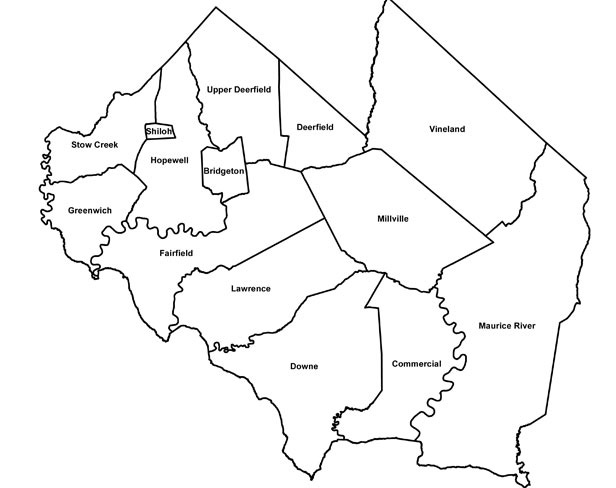 Upper Deerfield
Deerfield
Vineland
Shiloh
Stow Creek
Hopewell
Bridgeton
Greenwich
Millville
Fairfield
Lawrence
Maurice River
Downe
Commercial